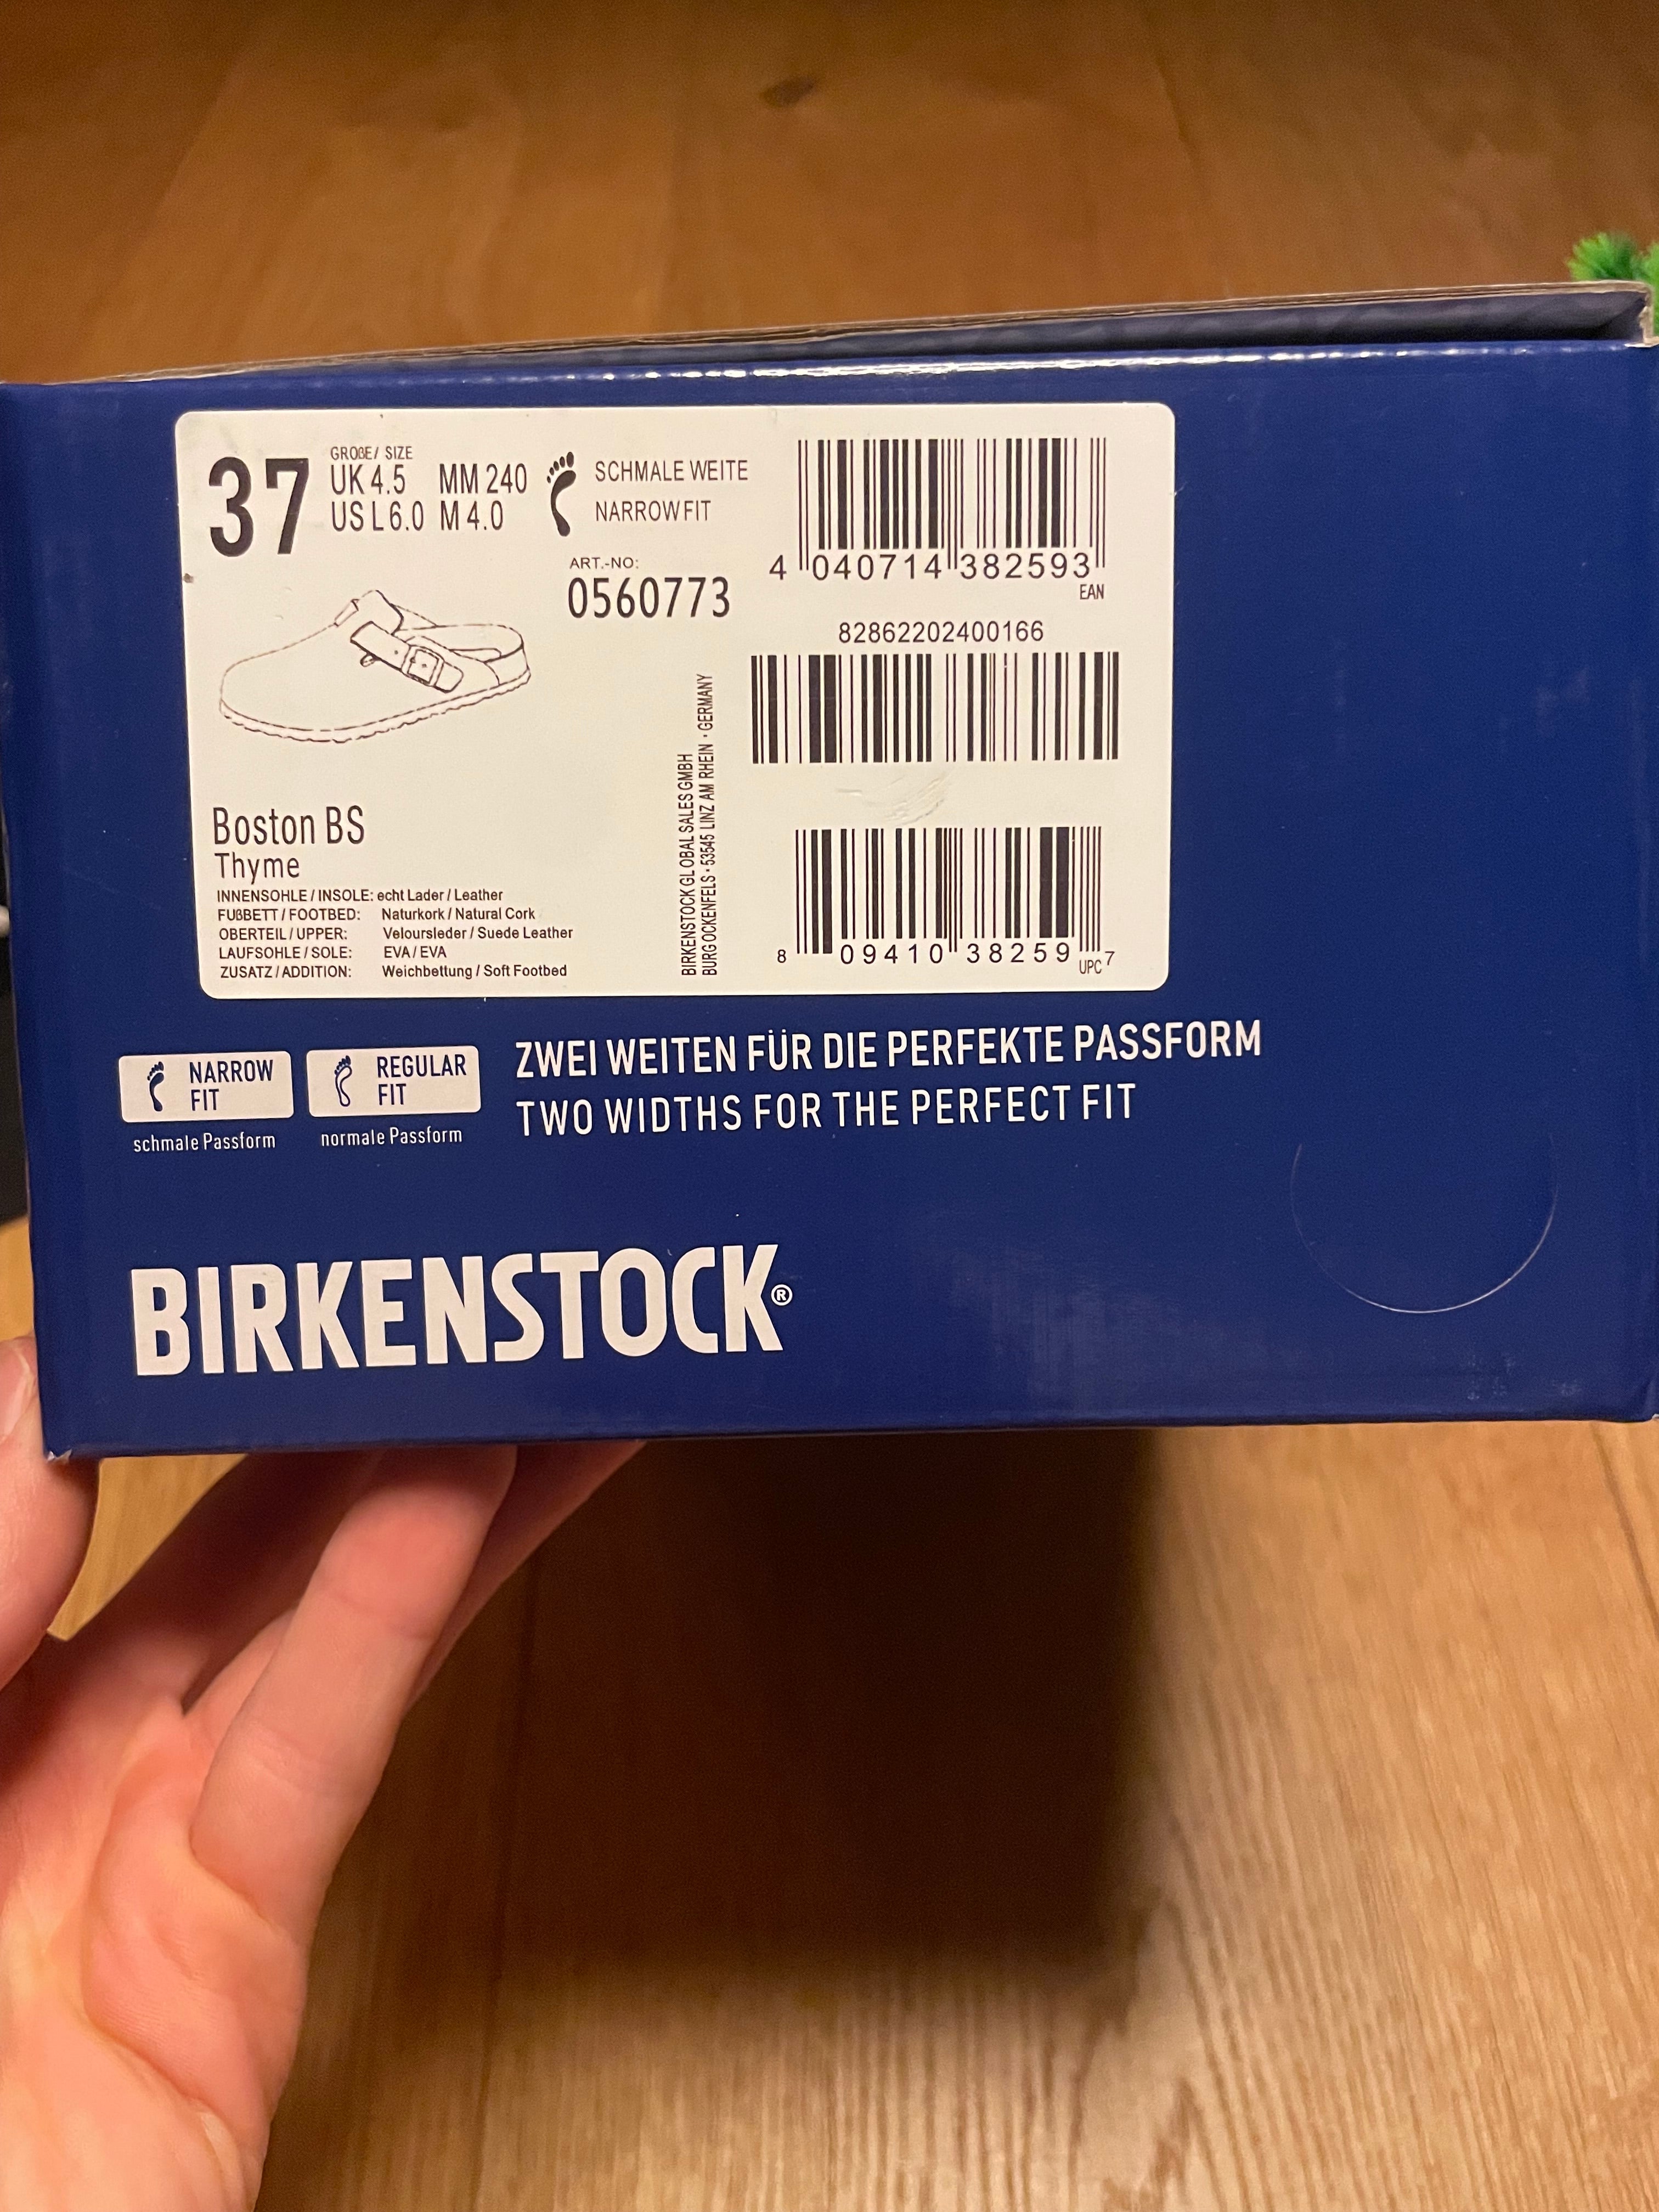 37
GROßE/ SIZE
UK 4.5 MM 240
US L 6.0 M 4.0
SCHMALE WEITE
NARROW FIT
ART.-NO:
0560773
4 040714 382593
EAN
82862202400166
BIRKENSTOCK GL OBAL SALES GMBH
BURG OCKENFELS · 53545 LINZ AM RHEIN · GERMANY
Boston BS
Thyme
INNENSOHLE / INSOLE: echt Lader / Leather
FUßBETT / FOOTBED: Naturkork / Natural Cork
OBERTEIL / UPPER: Veloursleder / Suede Leather
LAUFSOHLE / SOLE: EVA / EVA
ZUSATZ / ADDITION: Weichbettung / Soft Footbed
8 09410 38259 7
UPC
NARROW
FIT
schmale Passform
REGULAR
FIT
normale Passform
ZWEI WEITEN FÜR DIE PERFEKTE PASSFORM
TWO WIDTHS FOR THE PERFECT FIT
BIRKENSTOCK®